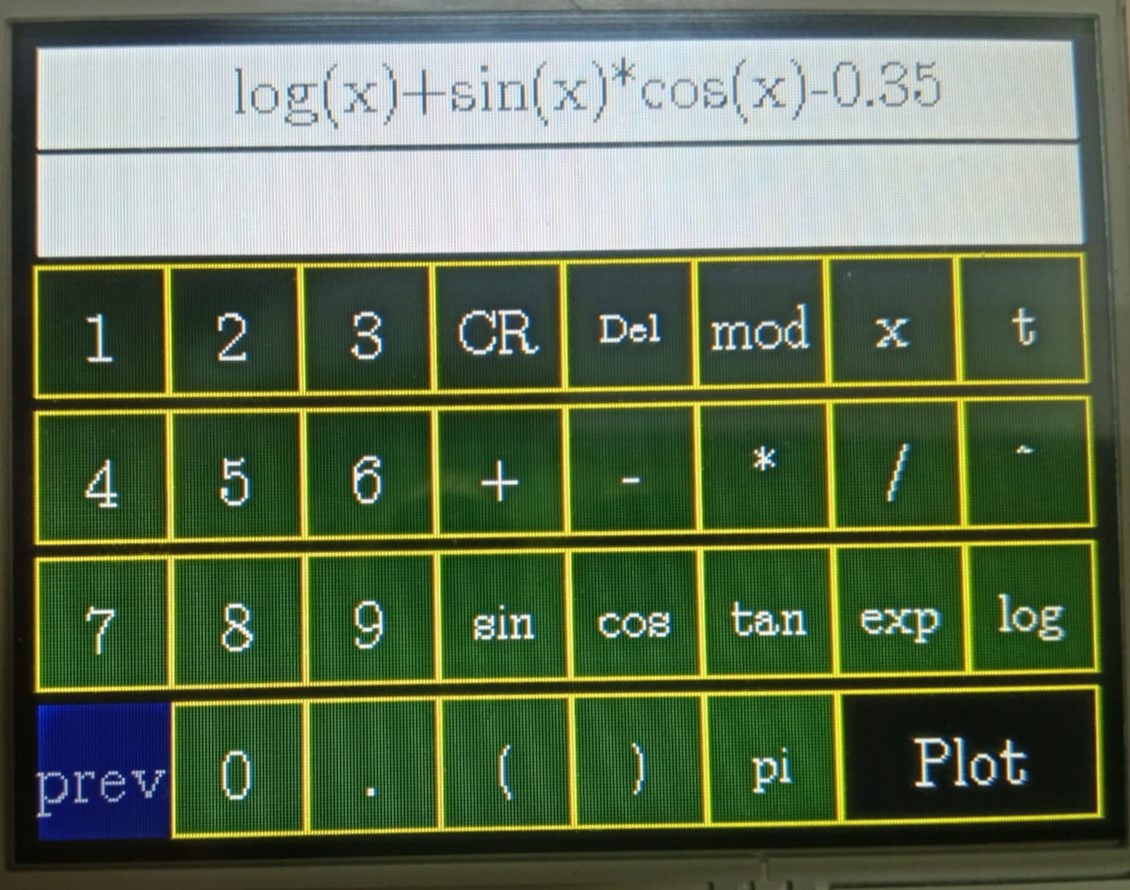 log(x)+sin(x)*cos(x)-0.35
1 2 3 CR Del mod x t
4 5 6 + - * / ^
7 8 9 sin cos tan exp log
prev 0 . ( ) pi Plot